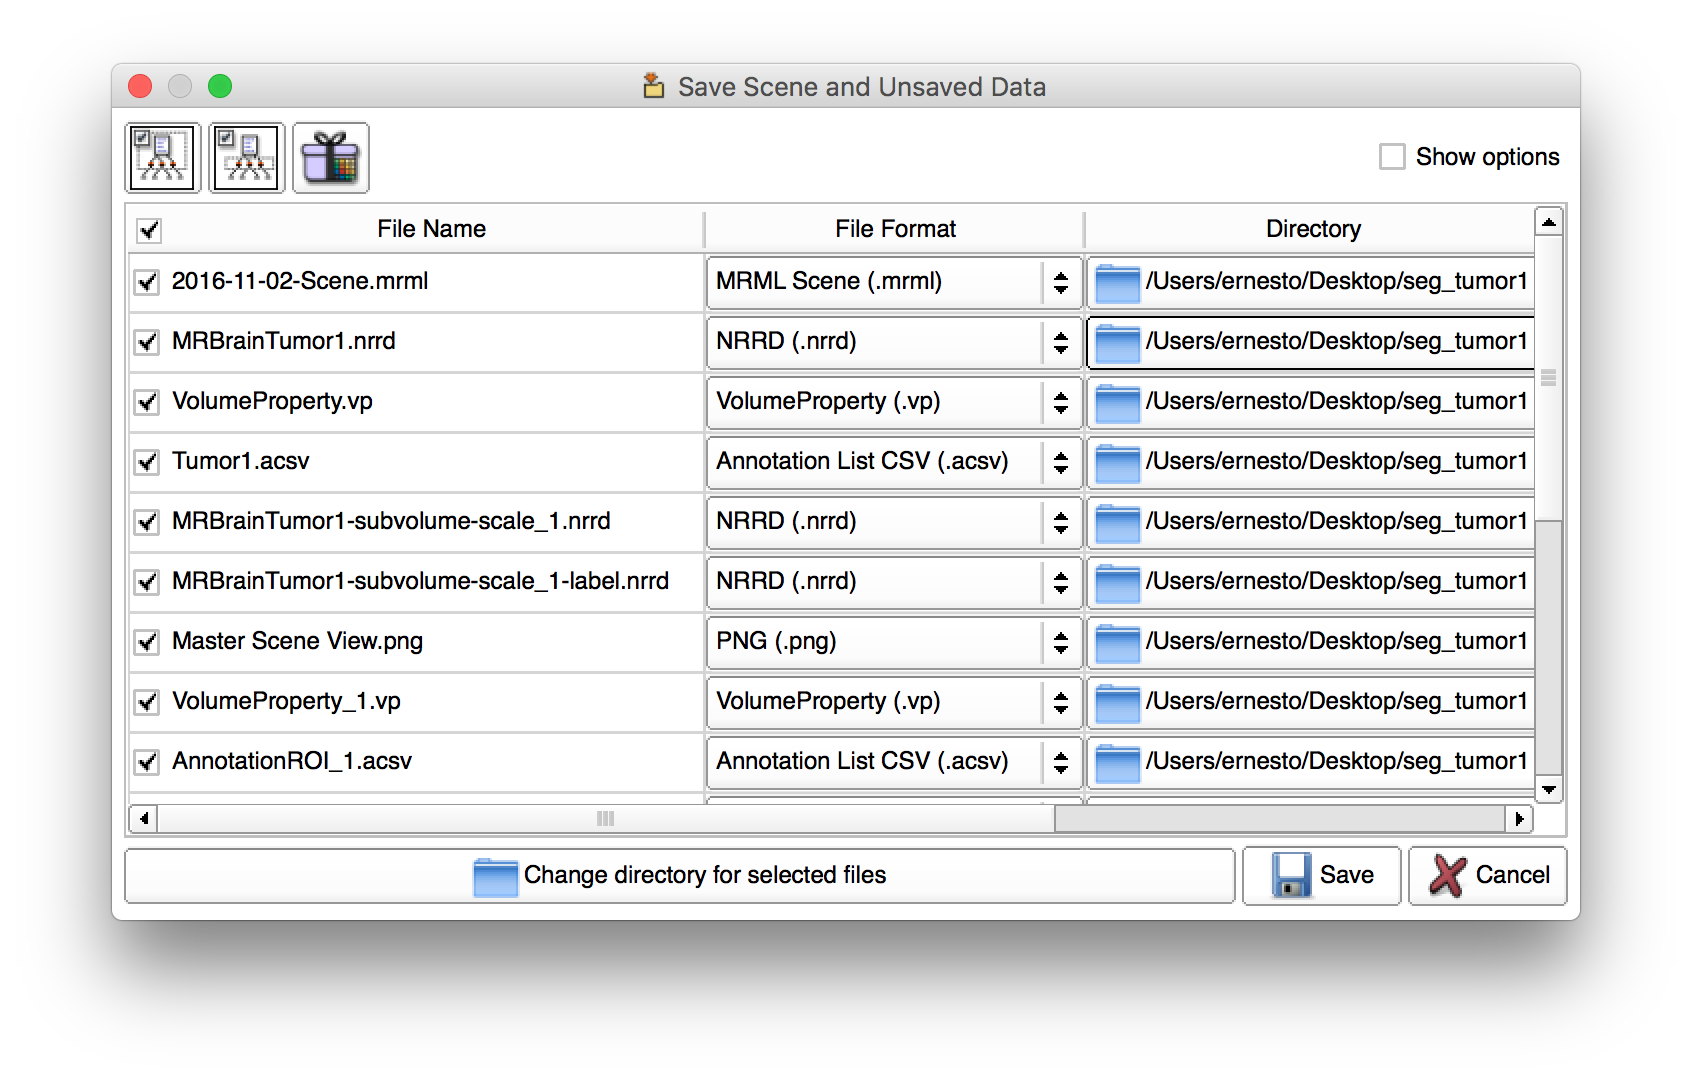 Save Scene and Unsaved Data
Show options
File Name File Format Directory
2016-11-02-Scene.mrml MRML Scene (.mrml) /Users/ernesto/Desktop/seg_tumor1
MRBrainTumor1.nrrd NRRD (.nrrd) /Users/ernesto/Desktop/seg_tumor1
VolumeProperty.vp VolumeProperty (.vp) /Users/ernesto/Desktop/seg_tumor1
Tumor1.acsv Annotation List CSV (.acsv) /Users/ernesto/Desktop/seg_tumor1
MRBrainTumor1-subvolume-scale_1.nrrd NRRD (.nrrd) /Users/ernesto/Desktop/seg_tumor1
MRBrainTumor1-subvolume-scale_1-label.nrrd NRRD (.nrrd) /Users/ernesto/Desktop/seg_tumor1
Master Scene View.png PNG (.png) /Users/ernesto/Desktop/seg_tumor1
VolumeProperty_1.vp VolumeProperty (.vp) /Users/ernesto/Desktop/seg_tumor1
AnnotationROI_1.acsv Annotation List CSV (.acsv) /Users/ernesto/Desktop/seg_tumor1
Change directory for selected files Save Cancel